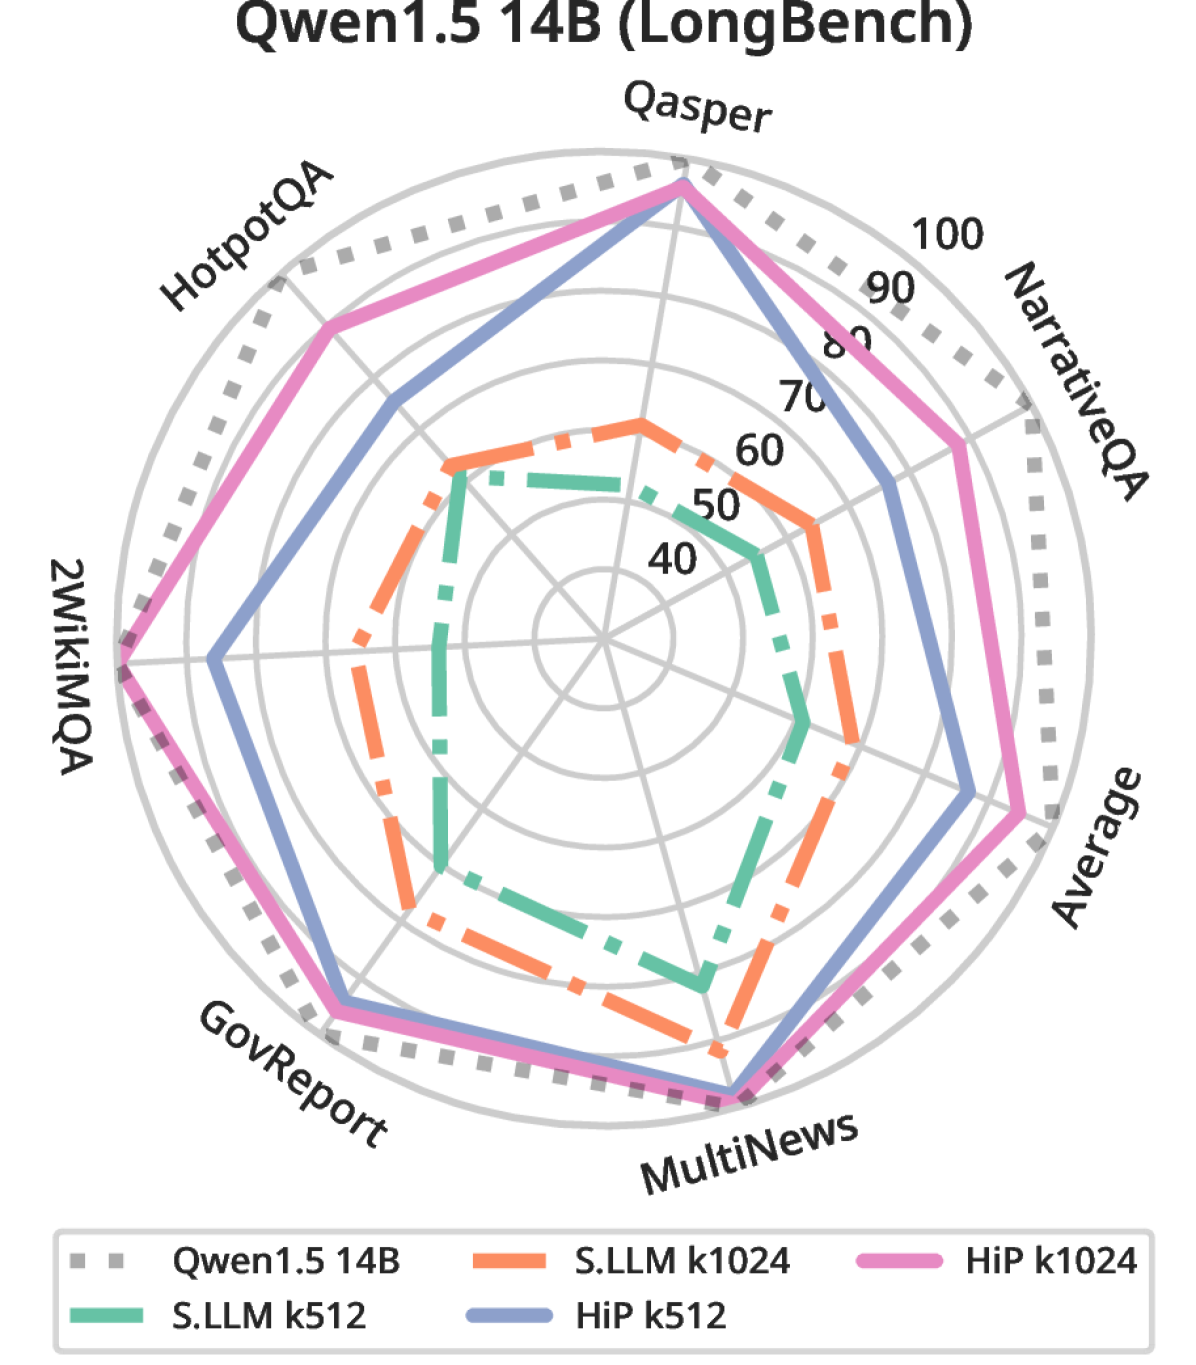 Qwen1.5 14B (LongBench)
Qasper
HotpotQA
100
NarrativeQA
90
80
70
60
50
40
2WikiMQA
Average
GovReport
MultiNews
Qwen1.5 14B
S.LLM k1024
HiP k1024
S.LLM k512
HiP k512